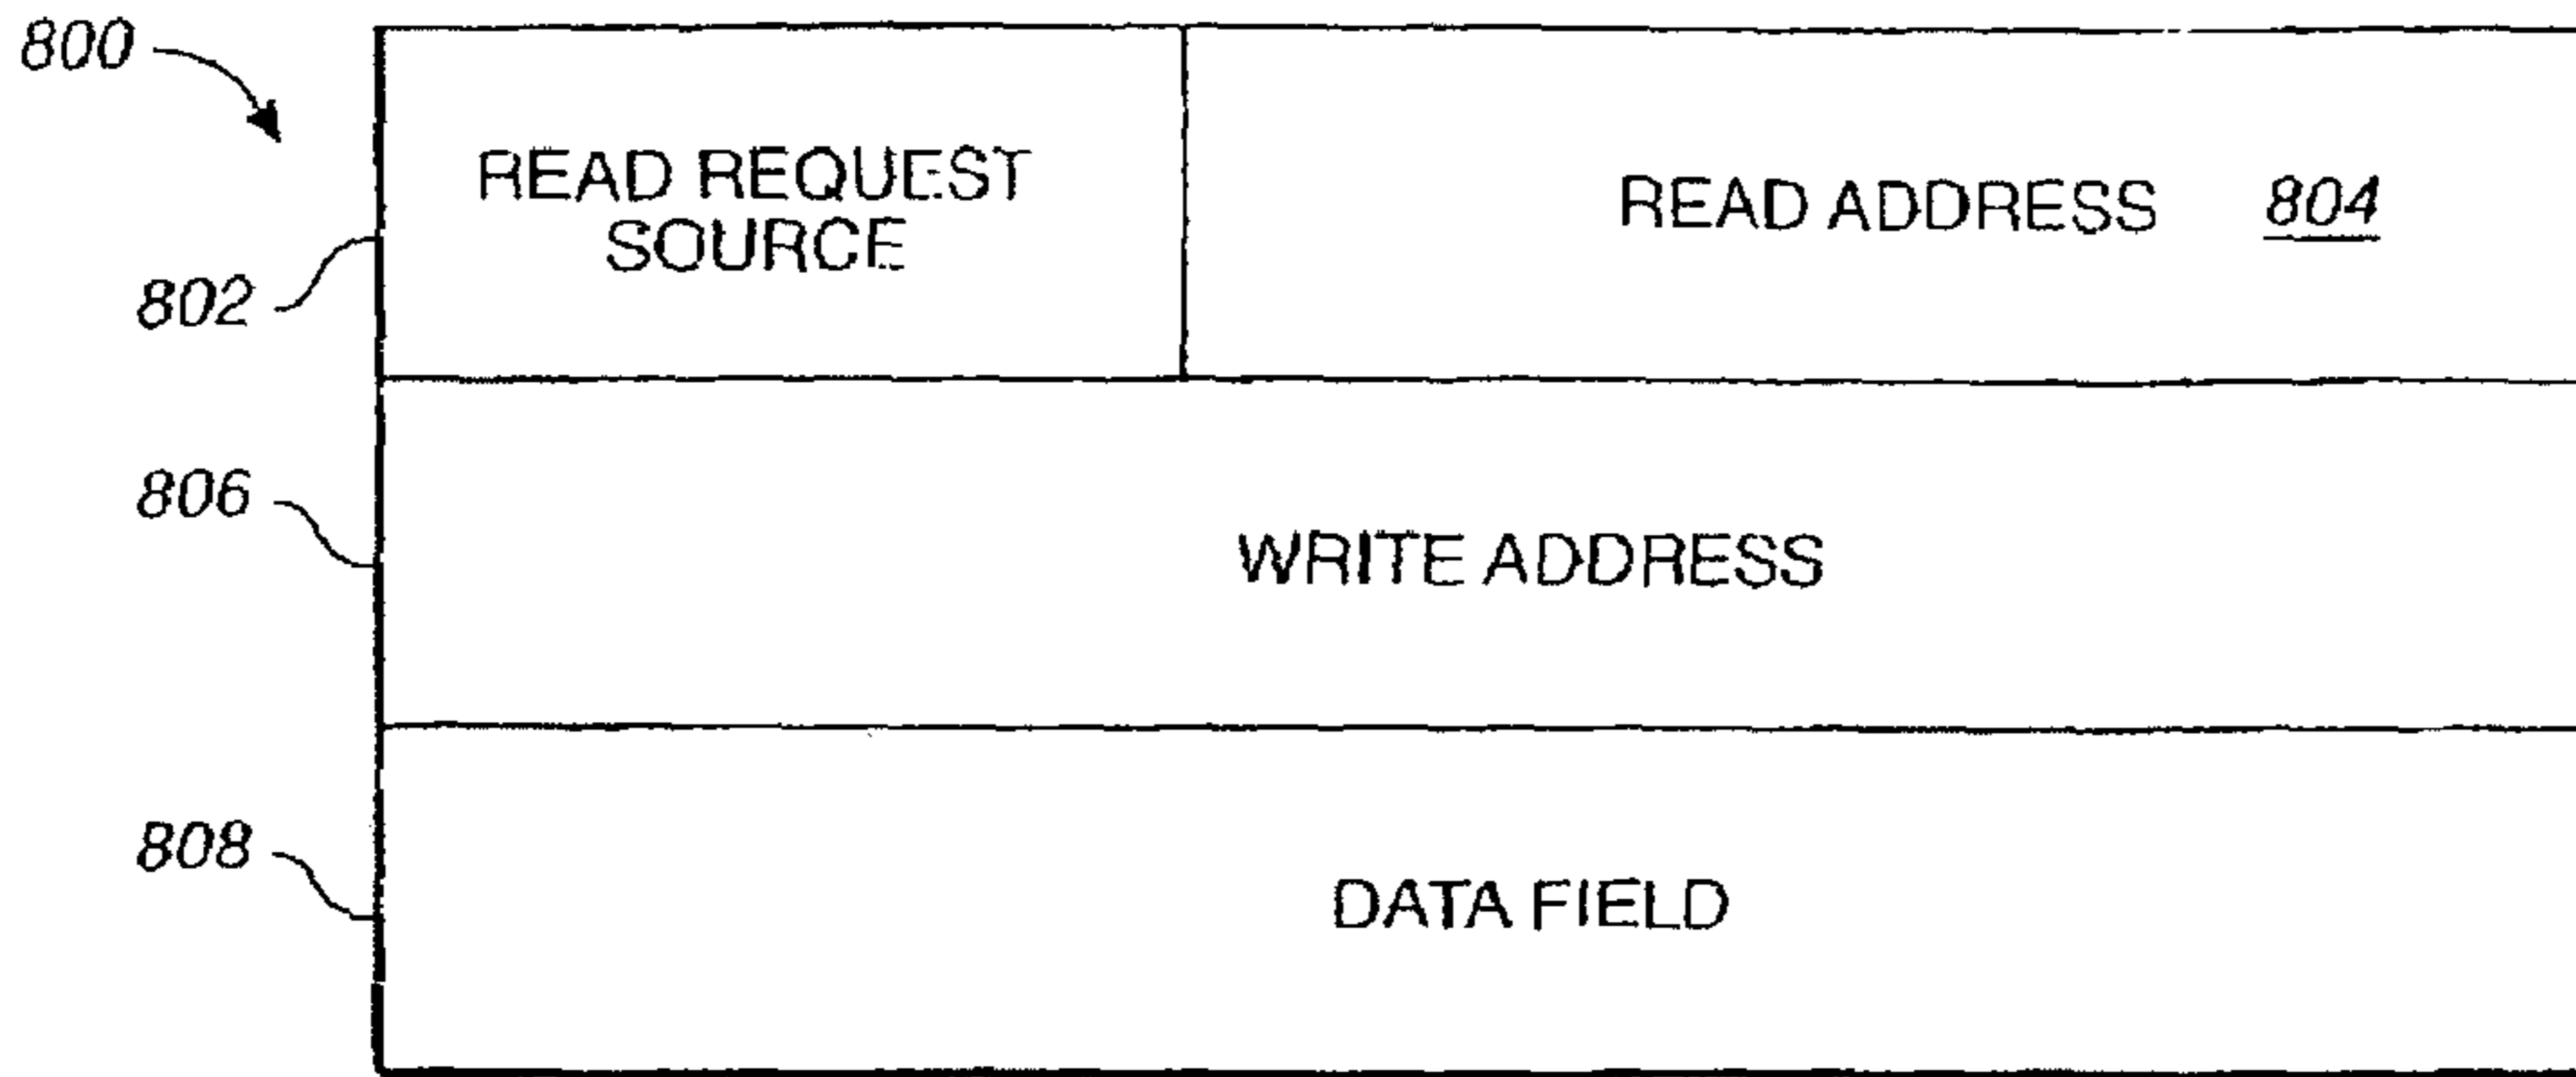 800
READ REQUEST
SOURCE
READ ADDRESS 804
802
806
WRITE ADDRESS
808
DATA FIELD